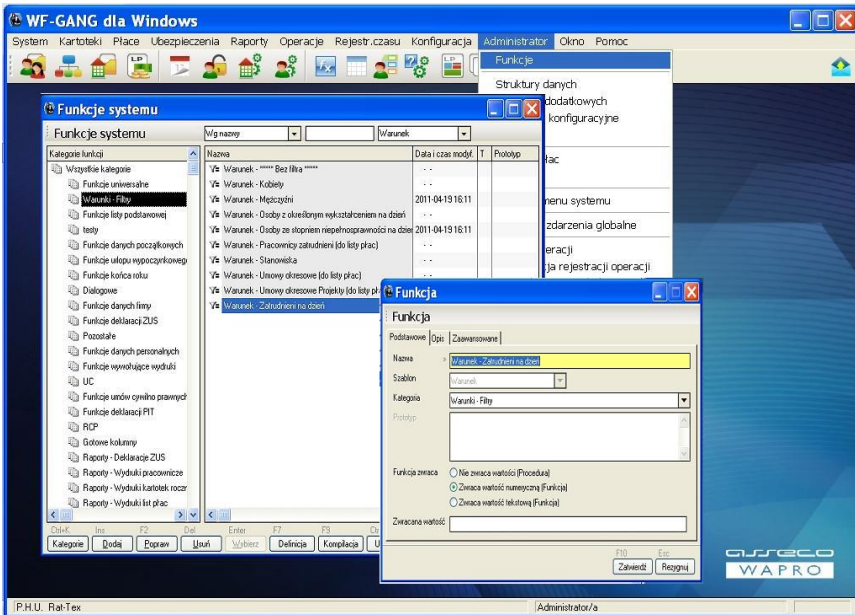 WF-GANG dla Windows
System Kartoteki Płace Ubezpieczenia Raporty Operacje Rejestr.czasu Konfiguracja Administrator Okno Pomoc
Funkcje
Struktury danych
dodatkowych
konfiguracyjne
łac
menu systemu
zdarzenia globalne
eracji
ja rejestracji operacji
Funkcje systemu
Funkcje systemu
Wg nazwy
Warunek
Kategorie funkcji
Wszystkie kategorie
Funkcje uniwersalne
Warunki - Filtry
Funkcje listy podstawowej
testy
Funkcje danych początkowych
Funkcje urlopu wypoczynkoweg
Funkcje końca roku
Dialogowe
Funkcje danych firmy
Funkcje deklaracji ZUS
Pozostałe
Funkcje danych personalnych
Funkcje wywołujące wydruki
UC
Funkcje umów cywilno prawnych
Funkcje deklaracji PIT
RCP
Gotowe kolumny
Raporty - Deklaracje ZUS
Raporty - Wydruki pracownicze
Raporty - Wydruki kartotek roczn
Raporty - Wydruki list płac
Nazwa Data i czas modyf. T Prototyp
Warunek - ***** Bez filtra ****** - -
Warunek - Kobiety - -
Warunek - Mężczyźni 2011-04-19 16:11
Warunek - Osoby z określonym wykształceniem na dzień - -
Warunek - Osoby ze stopniem niepełnosprawności na dzień 2011-04-19 16:11
Warunek - Pracownicy zatrudnieni (do listy płac) - -
Warunek - Stanowiska - -
Warunek - Umowy okresowe (do listy płac) - -
Warunek - Umowy okresowe Projekty (do listy pł
Warunek - Zatrudnieni na dzień
Ctrl+K Ins F2 Del Enter F7 F9
Kategorie Dodaj Popraw Usuń Wybierz Definicja Kompilacja U
Funkcja
Funkcja
Podstawowe Opis Zaawansowane
Nazwa » Warunek - Zatrudnieni na dzień
Szablon Warunek
Kategoria Warunki - Filtry
Prototyp
Funkcja zwraca Nie zwraca wartości (Procedura)
Zwraca wartość numeryczną (Funkcja)
Zwraca wartość tekstową (Funkcja)
Zwracana wartość
F10 Esc
Zatwierdź Rezygnuj
asseco
WAPRO
P.H.U. Rat-Tex Administrator/a